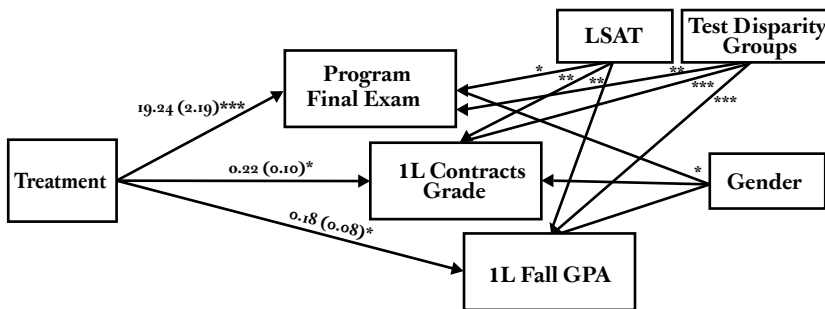 LSAT
Test Disparity
Groups
Program
Final Exam
*
**
**
**
***
***
19.24 (2.19)***
Treatment
0.22 (0.10)*
1L Contracts
Grade
*
Gender
0.18 (0.08)*
1L Fall GPA